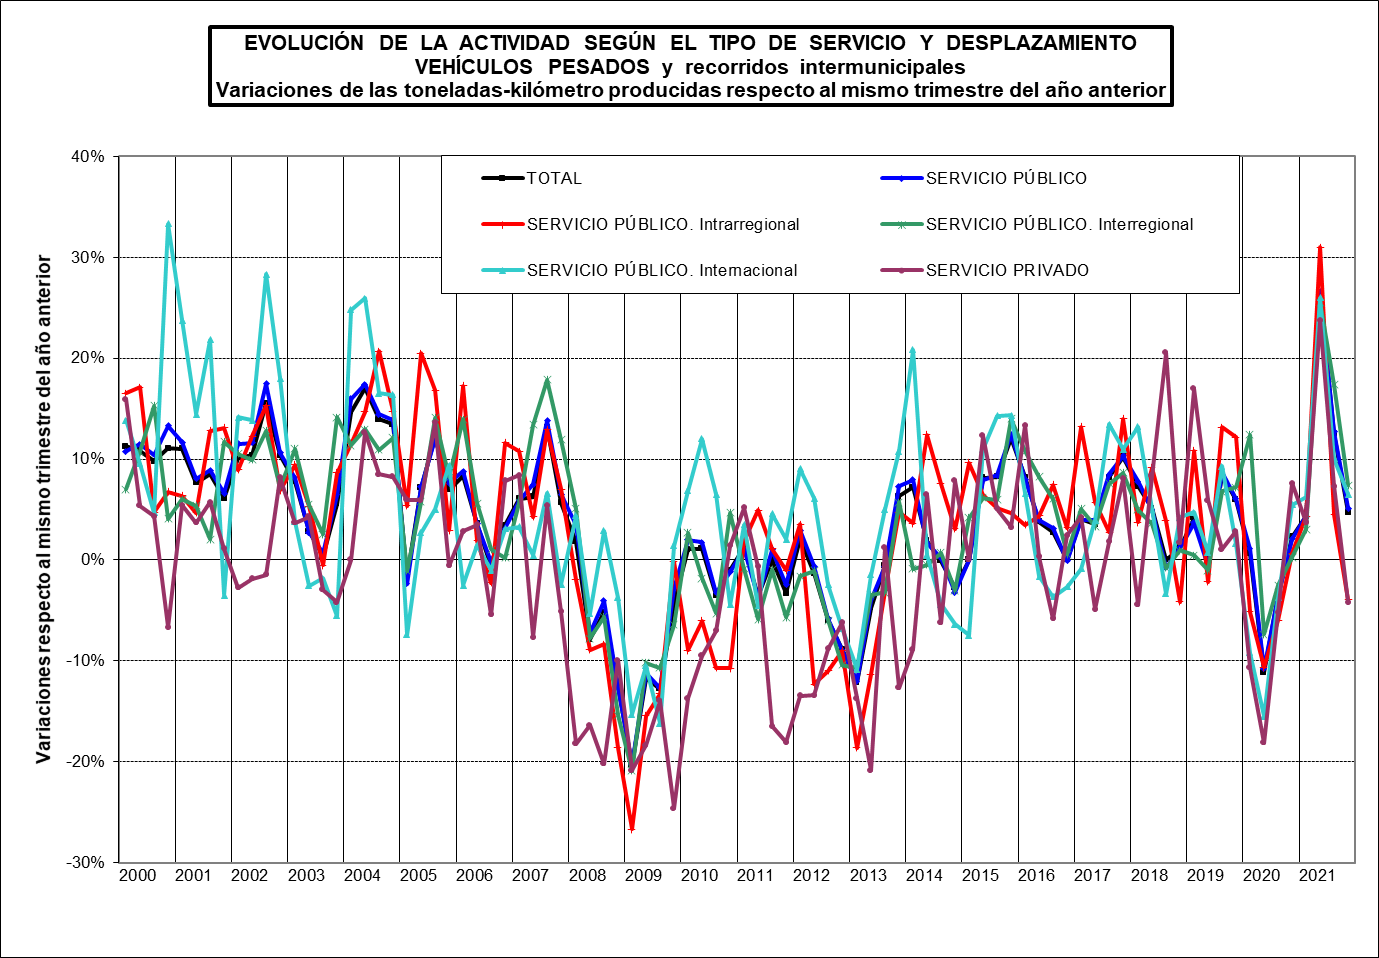 EVOLUCIÓN DE LA ACTIVIDAD SEGÚN EL TIPO DE SERVICIO Y DESPLAZAMIENTO
VEHÍCULOS PESADOS y recorridos intermunicipales
Variaciones de las toneladas-kilómetro producidas respecto al mismo trimestre del año anterior
Variaciones respecto al mismo trimestre del año anterior
40%
30%
20%
10%
0%
-10%
-20%
-30%
TOTAL
SERVICIO PÚBLICO
SERVICIO PÚBLICO. Intrarregional
SERVICIO PÚBLICO. Interregional
SERVICIO PÚBLICO. Internacional
SERVICIO PRIVADO
2000 2001 2002 2003 2004 2005 2006 2007 2008 2009 2010 2011 2012 2013 2014 2015 2016 2017 2018 2019 2020 2021